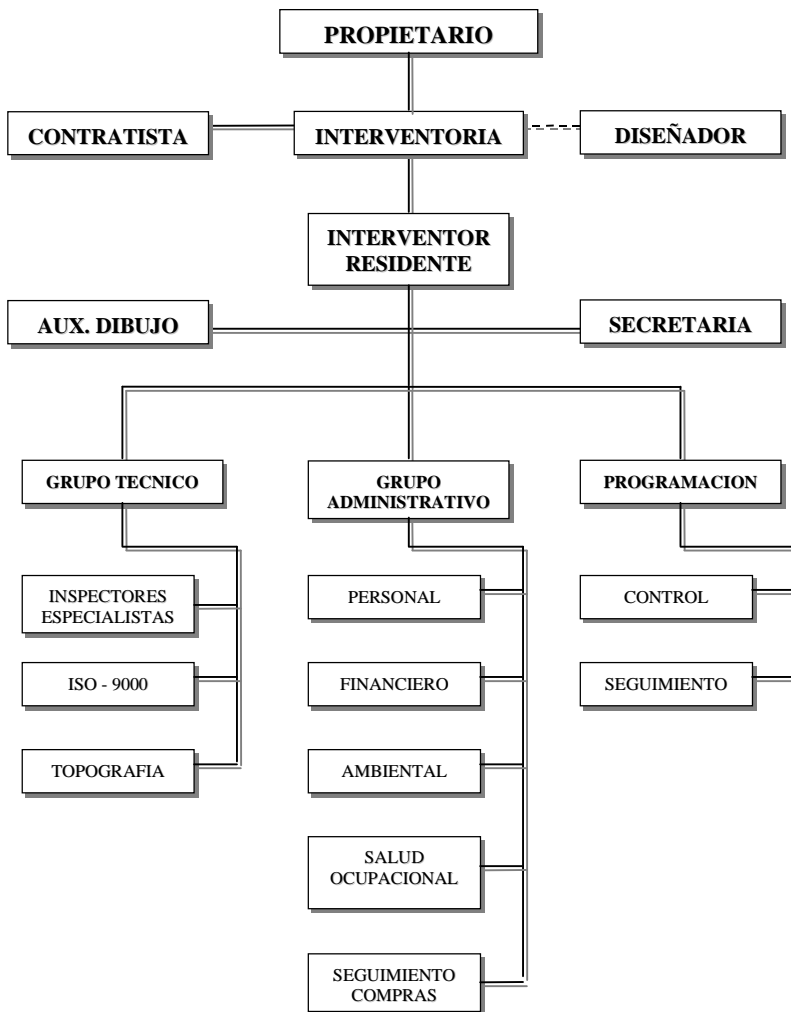 PROPIETARIO
CONTRATISTA
INTERVENTORIA
DISEÑADOR
INTERVENTOR
RESIDENTE
AUX. DIBUJO
SECRETARIA
GRUPO TECNICO
GRUPO
ADMINISTRATIVO
PROGRAMACION
INSPECTORES
ESPECIALISTAS
PERSONAL
CONTROL
ISO - 9000
FINANCIERO
SEGUIMIENTO
TOPOGRAFIA
AMBIENTAL
SALUD
OCUPACIONAL
SEGUIMIENTO
COMPRAS